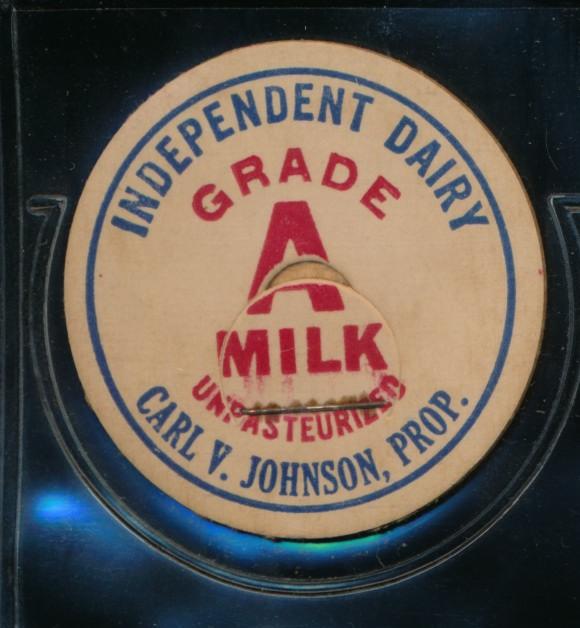 INDEPENDENT DAIRY
GRADE
A
MILK
UNPASTEURIZED
CARL V. JOHNSON, PROP.